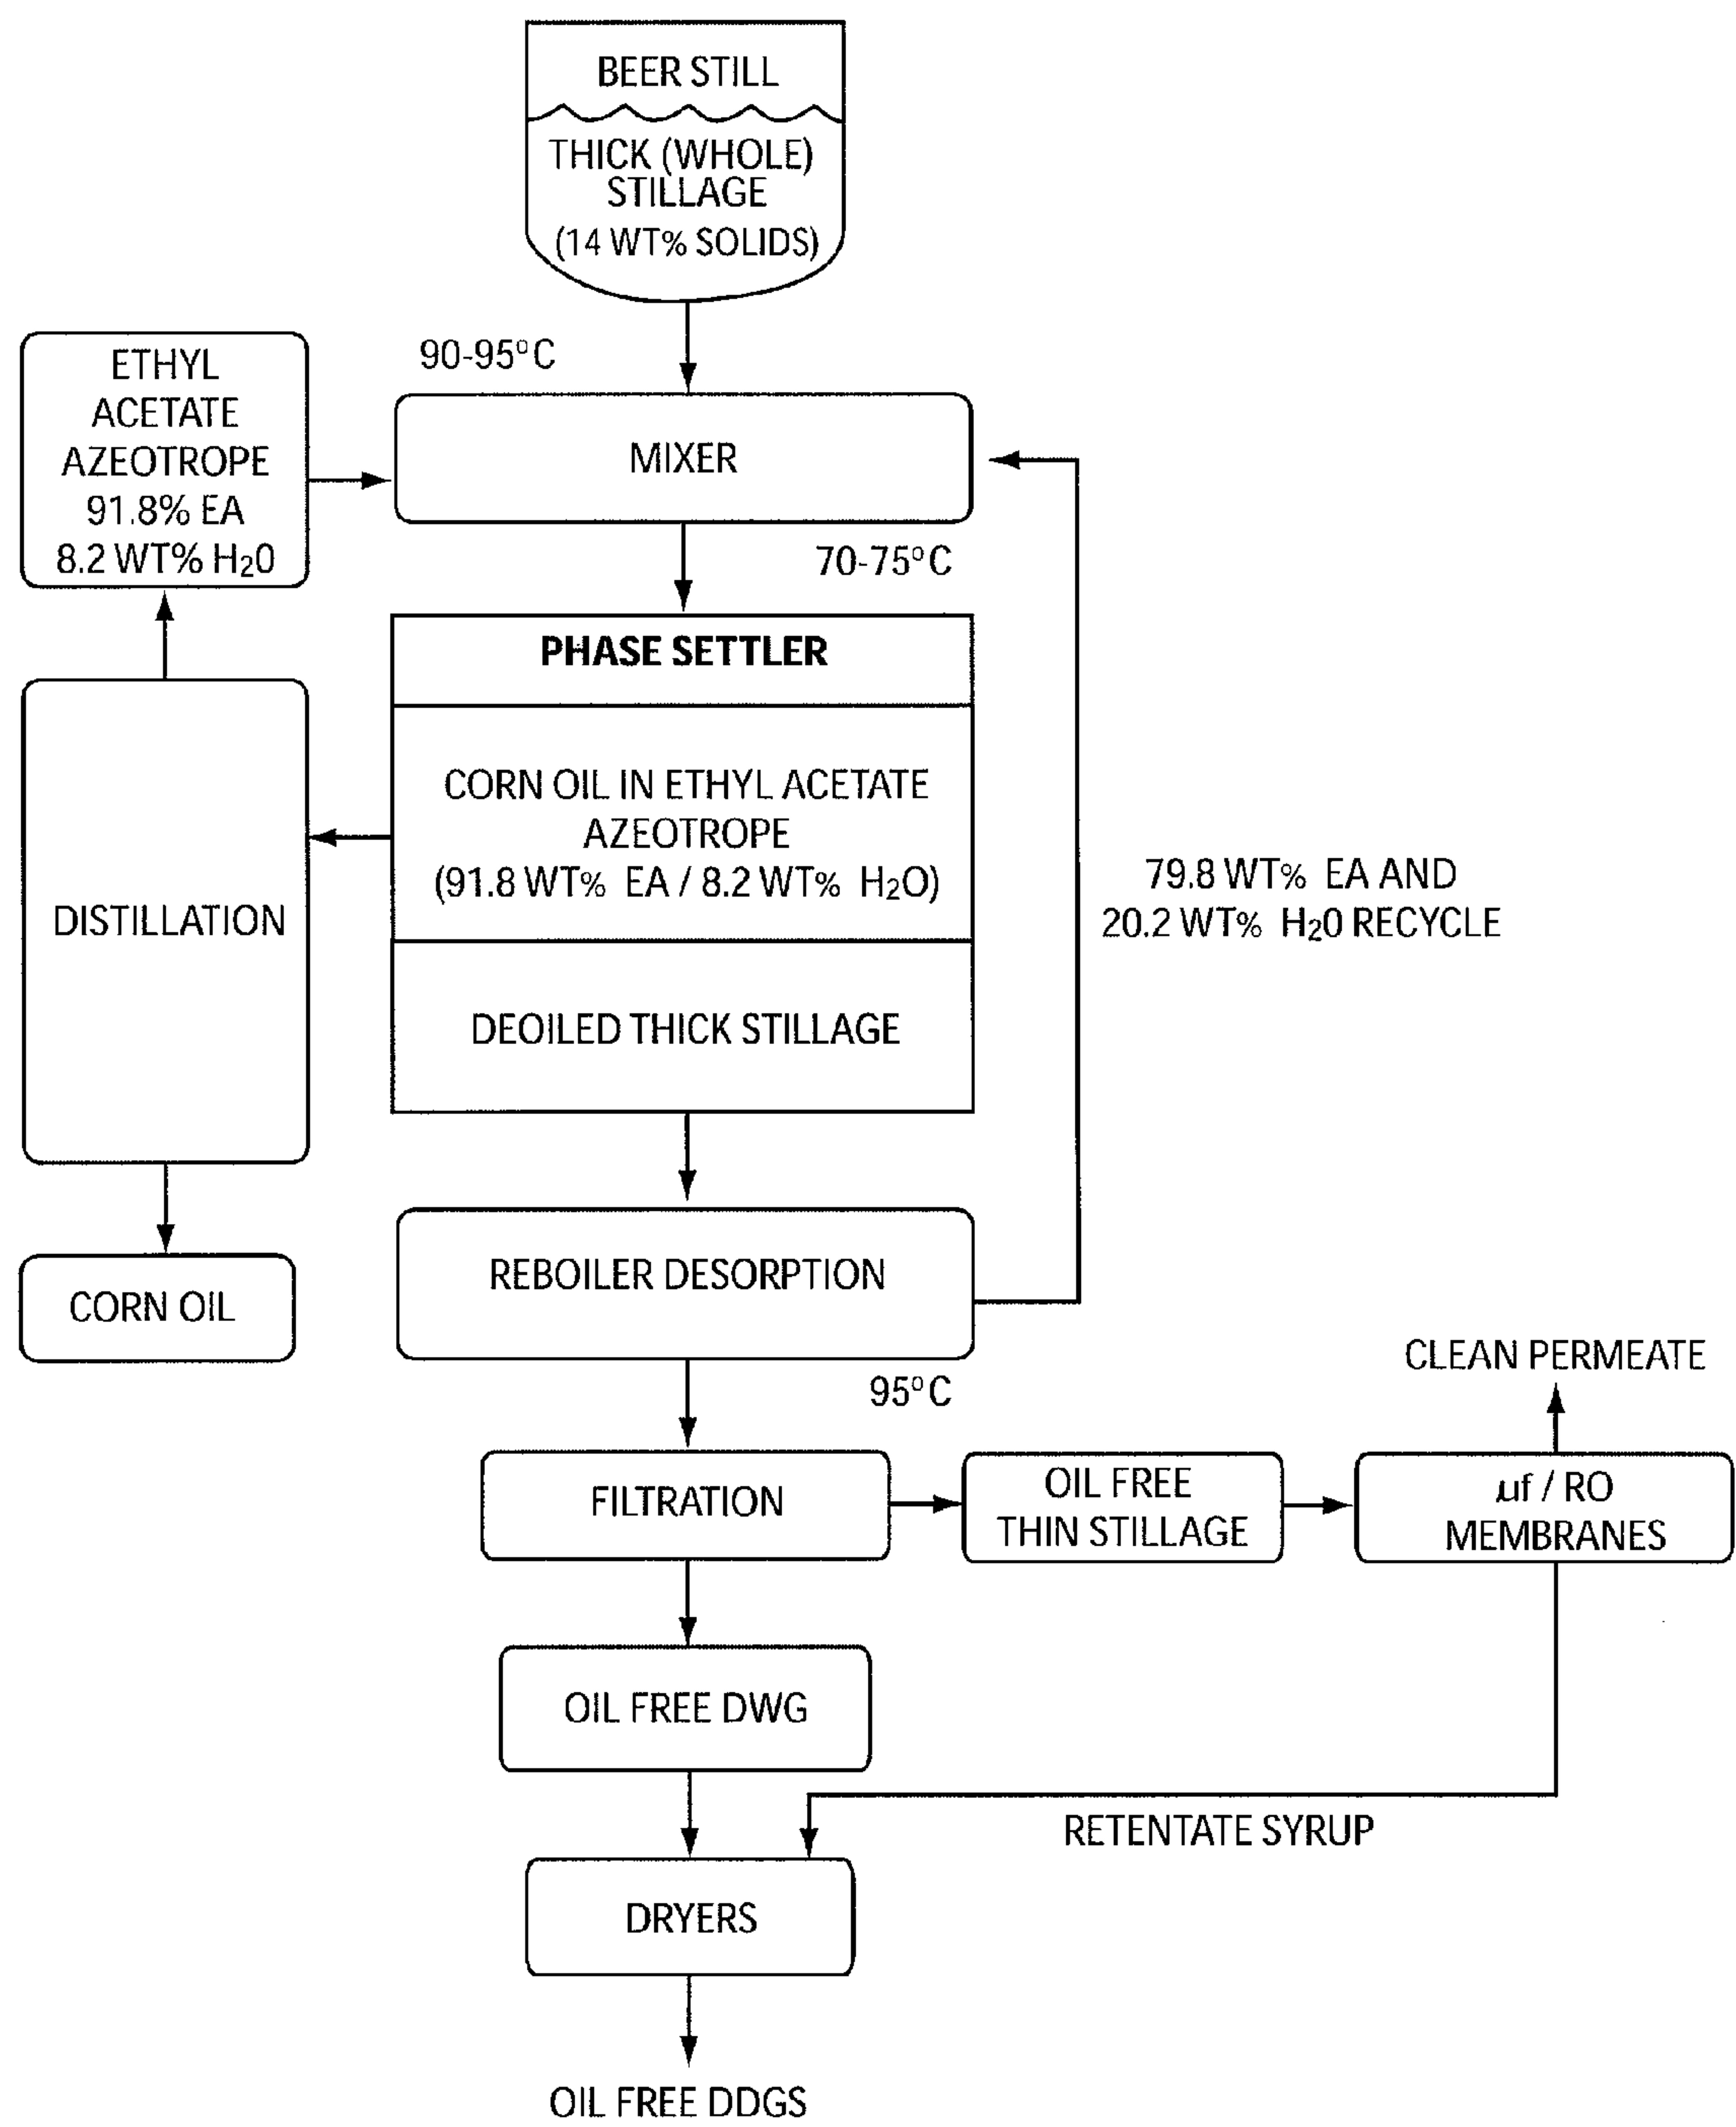 BEER STILL
THICK (WHOLE)
STILLAGE
(14 WT% SOLIDS)
90-95°C
ETHYL
ACETATE
AZEOTROPE
91.8% EA
8.2 WT% H₂0
MIXER
70-75°C
PHASE SETTLER
CORN OIL IN ETHYL ACETATE
AZEOTROPE
(91.8 WT% EA / 8.2 WT% H₂O)
79.8 WT% EA AND
20.2 WT% H₂0 RECYCLE
DISTILLATION
DEOILED THICK STILLAGE
REBOILER DESORPTION
CORN OIL
95°C
CLEAN PERMEATE
FILTRATION
OIL FREE
THIN STILLAGE
µf / RO
MEMBRANES
OIL FREE DWG
RETENTATE SYRUP
DRYERS
OIL FREE DDGS